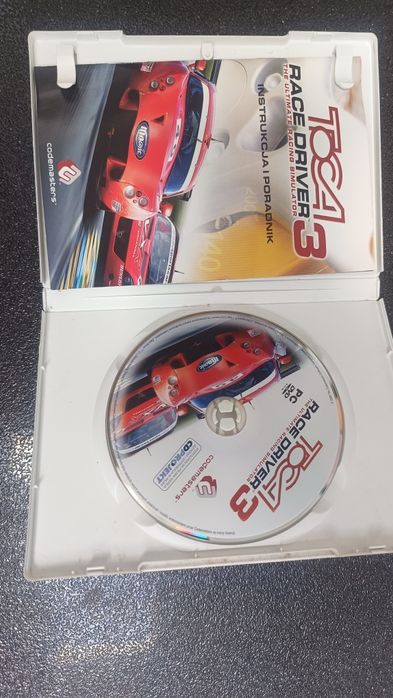 TOCA
RACE DRIVER 3
THE ULTIMATE RACING SIMULATOR
INSTRUKCJA I PORADNIK
codemasters
PC
DVD
TOCA
RACE DRIVER 3
THE ULTIMATE RACING SIMULATOR
codemasters
CD PROJEKT